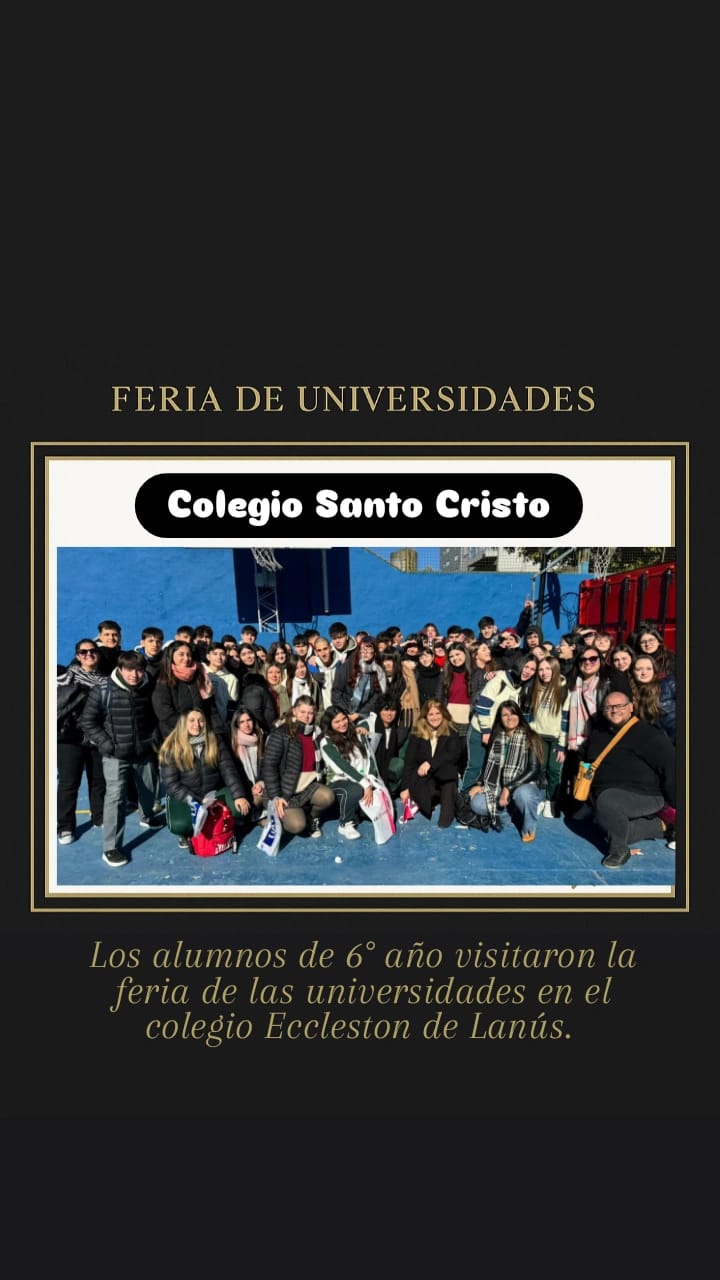 FERIA DE UNIVERSIDADES
Colegio Santo Cristo
Los alumnos de 6° año visitaron la
feria de las universidades en el
colegio Eccleston de Lanús.